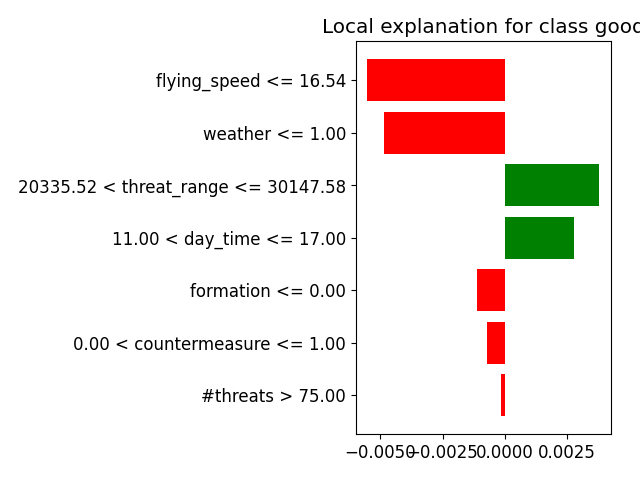 Local explanation for class good
flying_speed <= 16.54
weather <= 1.00
20335.52 < threat_range <= 30147.58
11.00 < day_time <= 17.00
formation <= 0.00
0.00 < countermeasure <= 1.00
#threats > 75.00
−0.0050 −0.0025 0.0000 0.0025